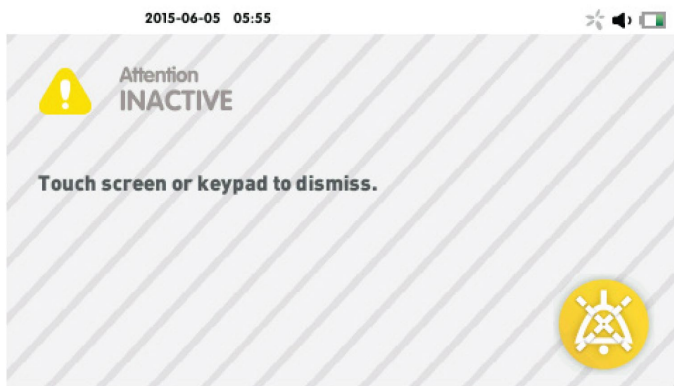 2015-06-05 05:55
Attention
INACTIVE
Touch screen or keypad to dismiss.